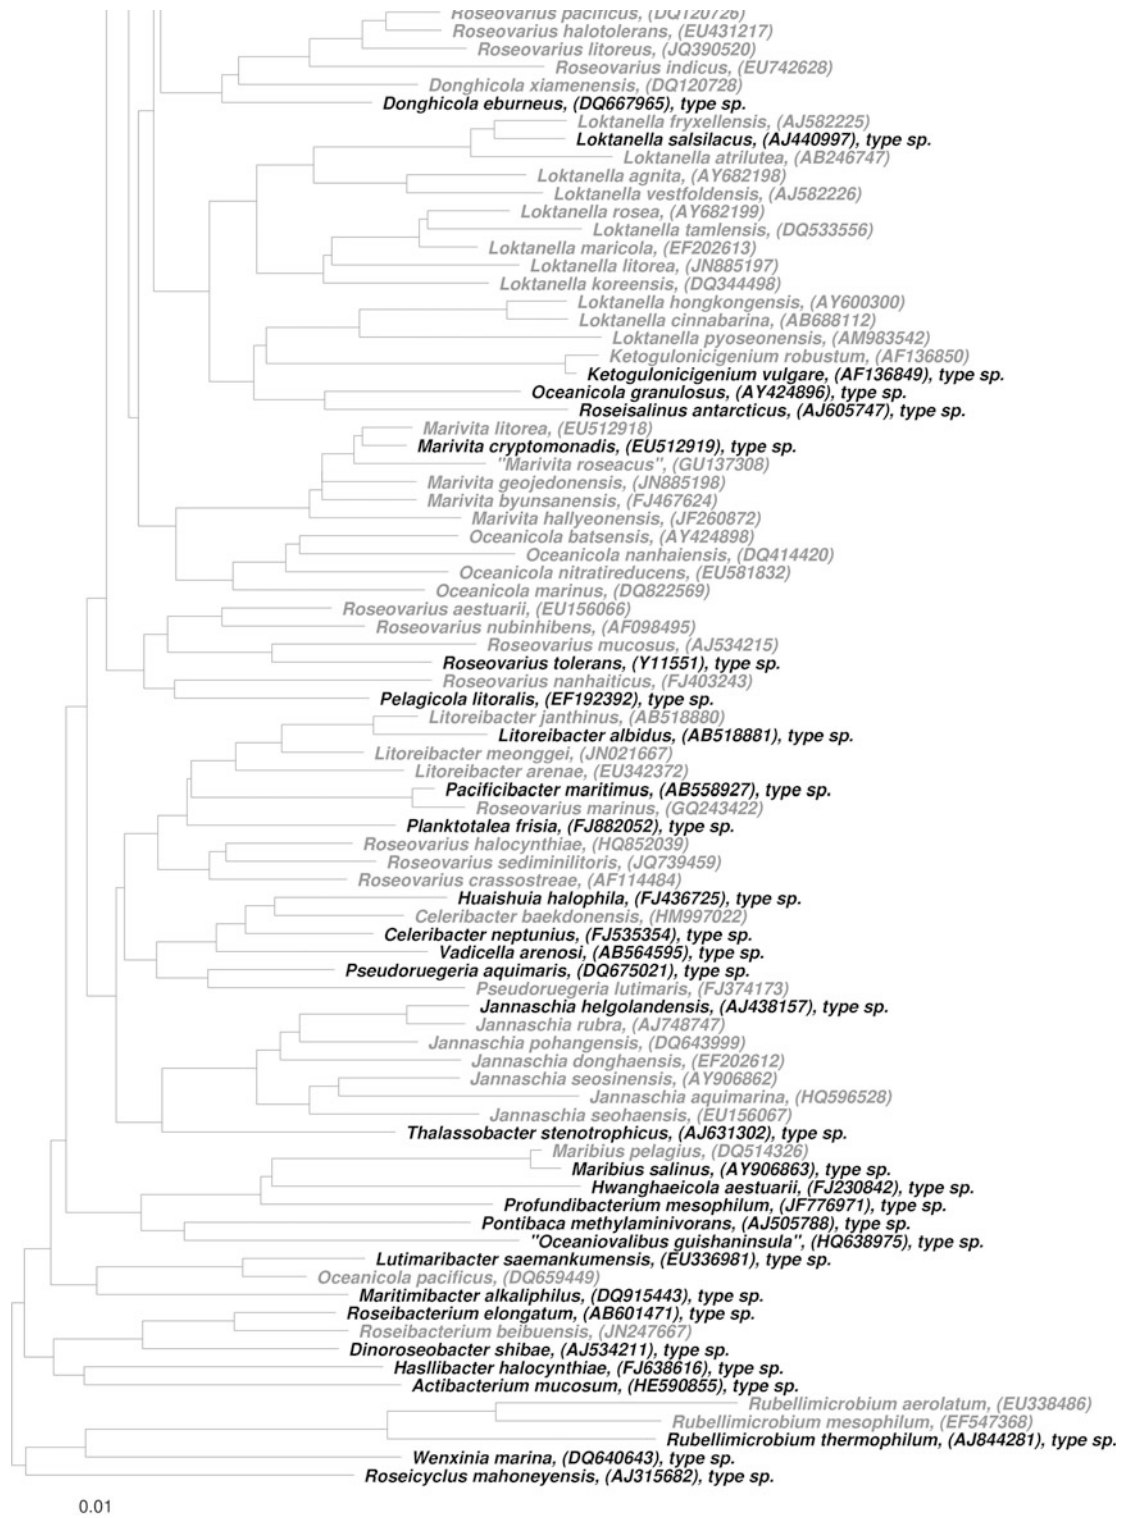 Roseovarius pacificus, (DQ120726)
Roseovarius halotolerans, (EU431217)
Roseovarius litoreus, (JQ390520)
Roseovarius indicus, (EU742628)
Donghicola xiamenensis, (DQ120728)
Donghicola eburneus, (DQ667965), type sp.
Loktanella fryxellensis, (AJ582225)
Loktanella salsilacus, (AJ440997), type sp.
Loktanella atrilutea, (AB246747)
Loktanella agnita, (AY682198)
Loktanella vestfoldensis, (AJ582226)
Loktanella rosea, (AY682199)
Loktanella tamlensis, (DQ533556)
Loktanella maricola, (EF202613)
Loktanella litorea, (JN885197)
Loktanella koreensis, (DQ344498)
Loktanella hongkongensis, (AY600300)
Loktanella cinnabarina, (AB688112)
Loktanella pyoseonensis, (AM983542)
Ketogulonicigenium robustum, (AF136850)
Ketogulonicigenium vulgare, (AF136849), type sp.
Oceanicola granulosus, (AY424896), type sp.
Roseisalinus antarcticus, (AJ605747), type sp.
Marivita litorea, (EU512918)
Marivita cryptomonadis, (EU512919), type sp.
"Marivita roseacus", (GU137308)
Marivita geojedonensis, (JN885198)
Marivita byunsanensis, (FJ467624)
Marivita hallyeonensis, (JF260872)
Oceanicola batsensis, (AY424898)
Oceanicola nanhaiensis, (DQ414420)
Oceanicola nitratireducens, (EU581832)
Oceanicola marinus, (DQ822569)
Roseovarius aestuarii, (EU156066)
Roseovarius nubinhibens, (AF098495)
Roseovarius mucosus, (AJ534215)
Roseovarius tolerans, (Y11551), type sp.
Roseovarius nanhaiticus, (FJ403243)
Pelagicola litoralis, (EF192392), type sp.
Litoreibacter janthinus, (AB518880)
Litoreibacter albidus, (AB518881), type sp.
Litoreibacter meonggei, (JN021667)
Litoreibacter arenae, (EU342372)
Pacificibacter maritimus, (AB558927), type sp.
Roseovarius marinus, (GQ243422)
Planktotalea frisia, (FJ882052), type sp.
Roseovarius halocynthiae, (HQ852039)
Roseovarius sediminilitoris, (JQ739459)
Roseovarius crassostreae, (AF114484)
Huaishuia halophila, (FJ436725), type sp.
Celeribacter baekdonensis, (HM997022)
Celeribacter neptunius, (FJ535354), type sp.
Vadicella arenosi, (AB564595), type sp.
Pseudoruegeria aquimaris, (DQ675021), type sp.
Pseudoruegeria lutimaris, (FJ374173)
Jannaschia helgolandensis, (AJ438157), type sp.
Jannaschia rubra, (AJ748747)
Jannaschia pohangensis, (DQ643999)
Jannaschia donghaensis, (EF202612)
Jannaschia seosinensis, (AY906862)
Jannaschia aquimarina, (HQ596528)
Jannaschia seohaensis, (EU156067)
Thalassobacter stenotrophicus, (AJ631302), type sp.
Maribius pelagius, (DQ514326)
Maribius salinus, (AY906863), type sp.
Hwanghaeicola aestuarii, (FJ230842), type sp.
Profundibacterium mesophilum, (JF776971), type sp.
Pontibaca methylaminivorans, (AJ505788), type sp.
"Oceaniovalibus guishaninsula", (HQ638975), type sp.
Lutimaribacter saemankumensis, (EU336981), type sp.
Oceanicola pacificus, (DQ659449)
Maritimibacter alkaliphilus, (DQ915443), type sp.
Roseibacterium elongatum, (AB601471), type sp.
Roseibacterium beibuensis, (JN247667)
Dinoroseobacter shibae, (AJ534211), type sp.
Hasllibacter halocynthiae, (FJ638616), type sp.
Actibacterium mucosum, (HE590855), type sp.
Rubellimicrobium aerolatum, (EU338486)
Rubellimicrobium mesophilum, (EF547368)
Rubellimicrobium thermophilum, (AJ844281), type sp.
Wenxinia marina, (DQ640643), type sp.
Roseicyclus mahoneyensis, (AJ315682), type sp.
0.01